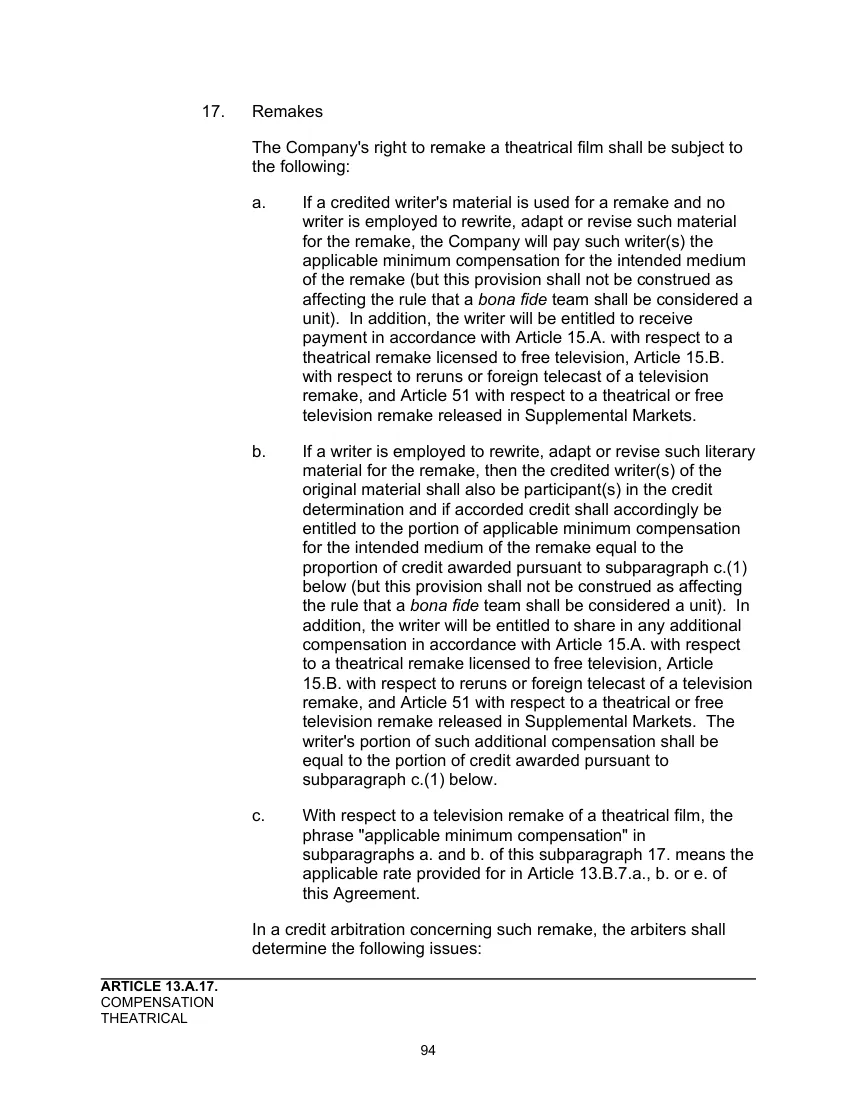 17. Remakes
The Company's right to remake a theatrical film shall be subject to
the following:
a. If a credited writer's material is used for a remake and no
writer is employed to rewrite, adapt or revise such material
for the remake, the Company will pay such writer(s) the
applicable minimum compensation for the intended medium
of the remake (but this provision shall not be construed as
affecting the rule that a bona fide team shall be considered a
unit).  In addition, the writer will be entitled to receive
payment in accordance with Article 15.A. with respect to a
theatrical remake licensed to free television, Article 15.B.
with respect to reruns or foreign telecast of a television
remake, and Article 51 with respect to a theatrical or free
television remake released in Supplemental Markets.
b. If a writer is employed to rewrite, adapt or revise such literary
material for the remake, then the credited writer(s) of the
original material shall also be participant(s) in the credit
determination and if accorded credit shall accordingly be
entitled to the portion of applicable minimum compensation
for the intended medium of the remake equal to the
proportion of credit awarded pursuant to subparagraph c.(1)
below (but this provision shall not be construed as affecting
the rule that a bona fide team shall be considered a unit).  In
addition, the writer will be entitled to share in any additional
compensation in accordance with Article 15.A. with respect
to a theatrical remake licensed to free television, Article
15.B. with respect to reruns or foreign telecast of a television
remake, and Article 51 with respect to a theatrical or free
television remake released in Supplemental Markets.  The
writer's portion of such additional compensation shall be
equal to the portion of credit awarded pursuant to
subparagraph c.(1) below.
c. With respect to a television remake of a theatrical film, the
phrase "applicable minimum compensation" in
subparagraphs a. and b. of this subparagraph 17. means the
applicable rate provided for in Article 13.B.7.a., b. or e. of
this Agreement.
In a credit arbitration concerning such remake, the arbiters shall
determine the following issues:
ARTICLE 13.A.17.
COMPENSATION
THEATRICAL
94